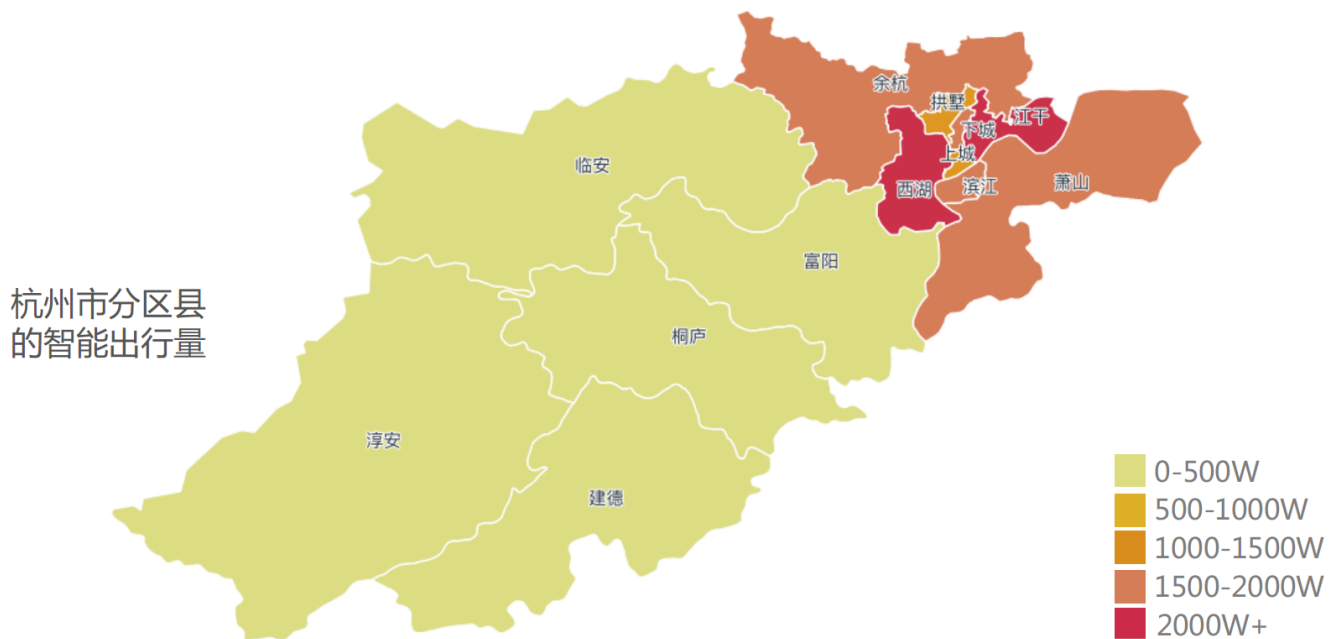 余杭
拱墅
江干
下城
上城
临安
西湖
滨江
萧山
富阳
杭州市分区县
的智能出行量
桐庐
淳安
建德
0-500W
500-1000W
1000-1500W
1500-2000W
2000W+